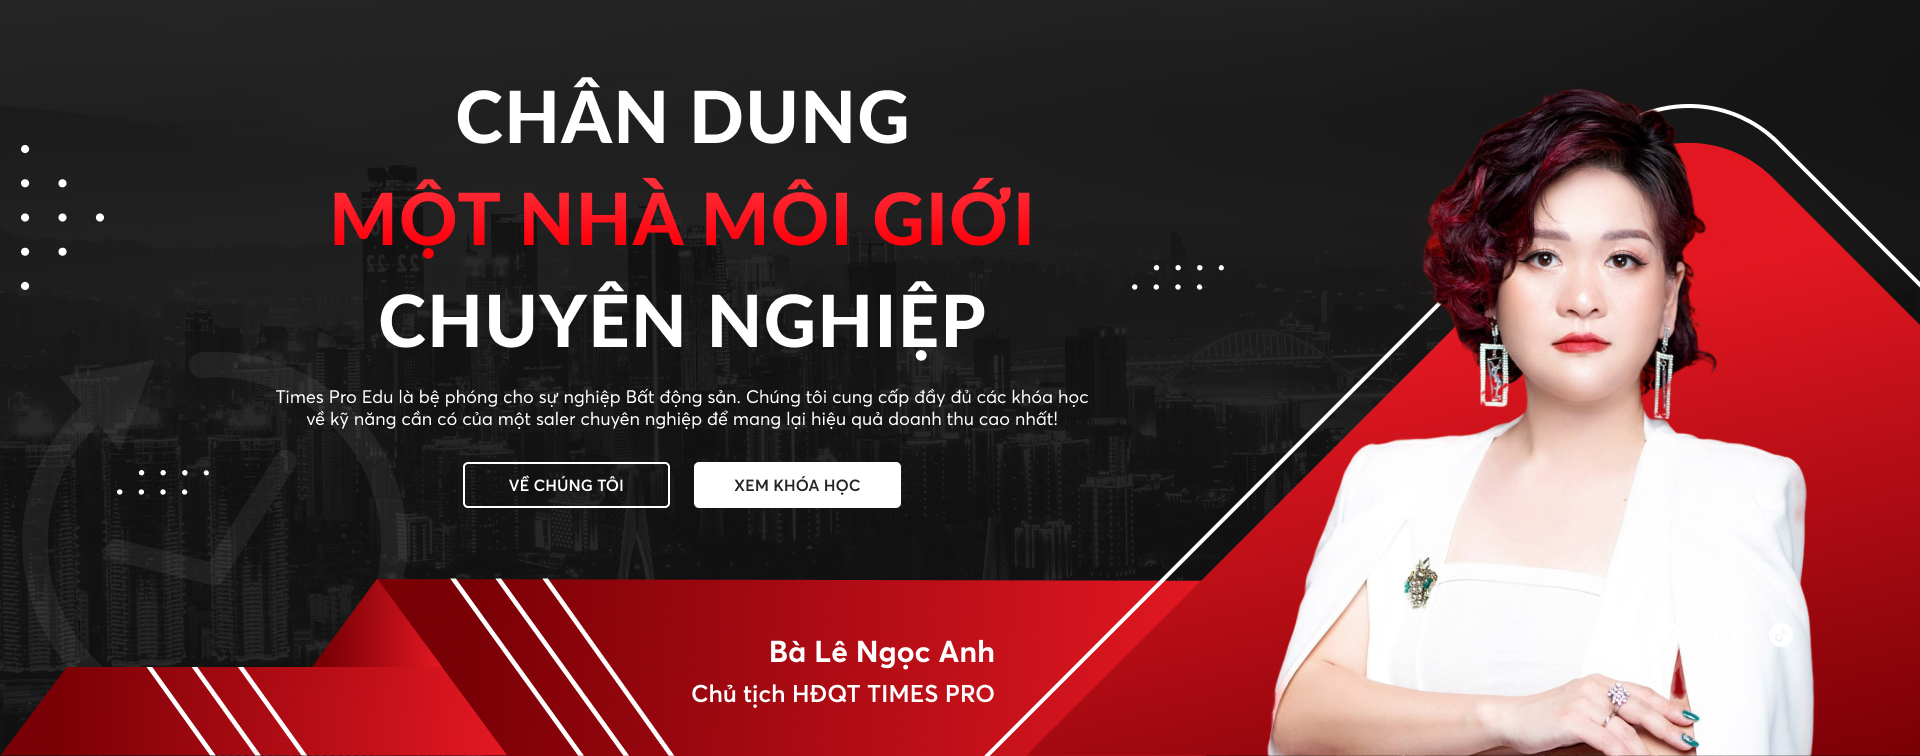 CHÂN DUNG
MỘT NHÀ MÔI GIỚI
CHUYÊN NGHIỆP
Times Pro Edu là bệ phóng cho sự nghiệp Bất động sản. Chúng tôi cung cấp đầy đủ các khóa học
về kỹ năng cần có của một saler chuyên nghiệp để mang lại hiệu quả doanh thu cao nhất!
VỀ CHÚNG TÔI
XEM KHÓA HỌC
Bà Lê Ngọc Anh
Chủ tịch HĐQT TIMES PRO